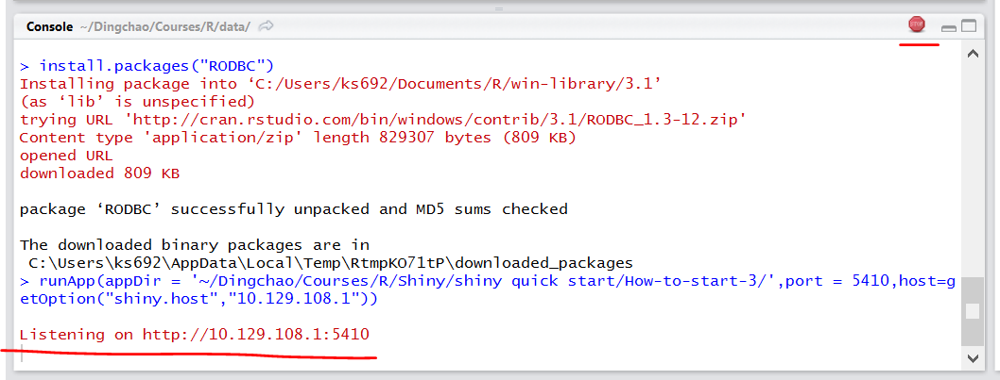 Console ~/Dingchao/Courses/R/data/
STOP
> install.packages("RODBC")
Installing package into ‘C:/Users/ks692/Documents/R/win-library/3.1’
(as ‘lib’ is unspecified)
trying URL 'http://cran.rstudio.com/bin/windows/contrib/3.1/RODBC_1.3-12.zip'
Content type 'application/zip' length 829307 bytes (809 KB)
opened URL
downloaded 809 KB
package ‘RODBC’ successfully unpacked and MD5 sums checked
The downloaded binary packages are in
C:\Users\ks692\AppData\Local\Temp\RtmpKO71tP\downloaded_packages
> runApp(appDir = '~/Dingchao/Courses/R/Shiny/shiny quick start/How-to-start-3/',port = 5410,host=g
etOption("shiny.host","10.129.108.1"))
Listening on http://10.129.108.1:5410